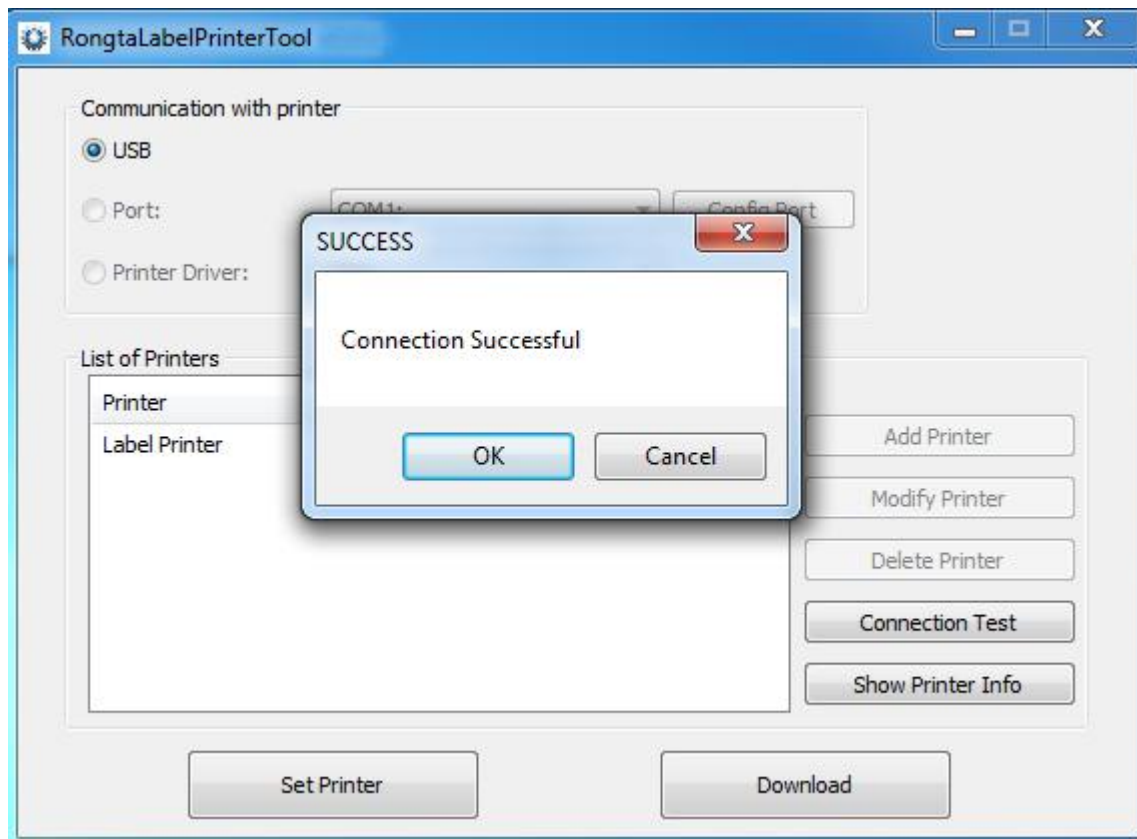 RongtaLabelPrinterTool
Communication with printer
USB
Port:
COM1:
Config Port
Printer Driver:
SUCCESS
Connection Successful
OK
Cancel
List of Printers
Printer
Label Printer
Add Printer
Modify Printer
Delete Printer
Connection Test
Show Printer Info
Set Printer
Download